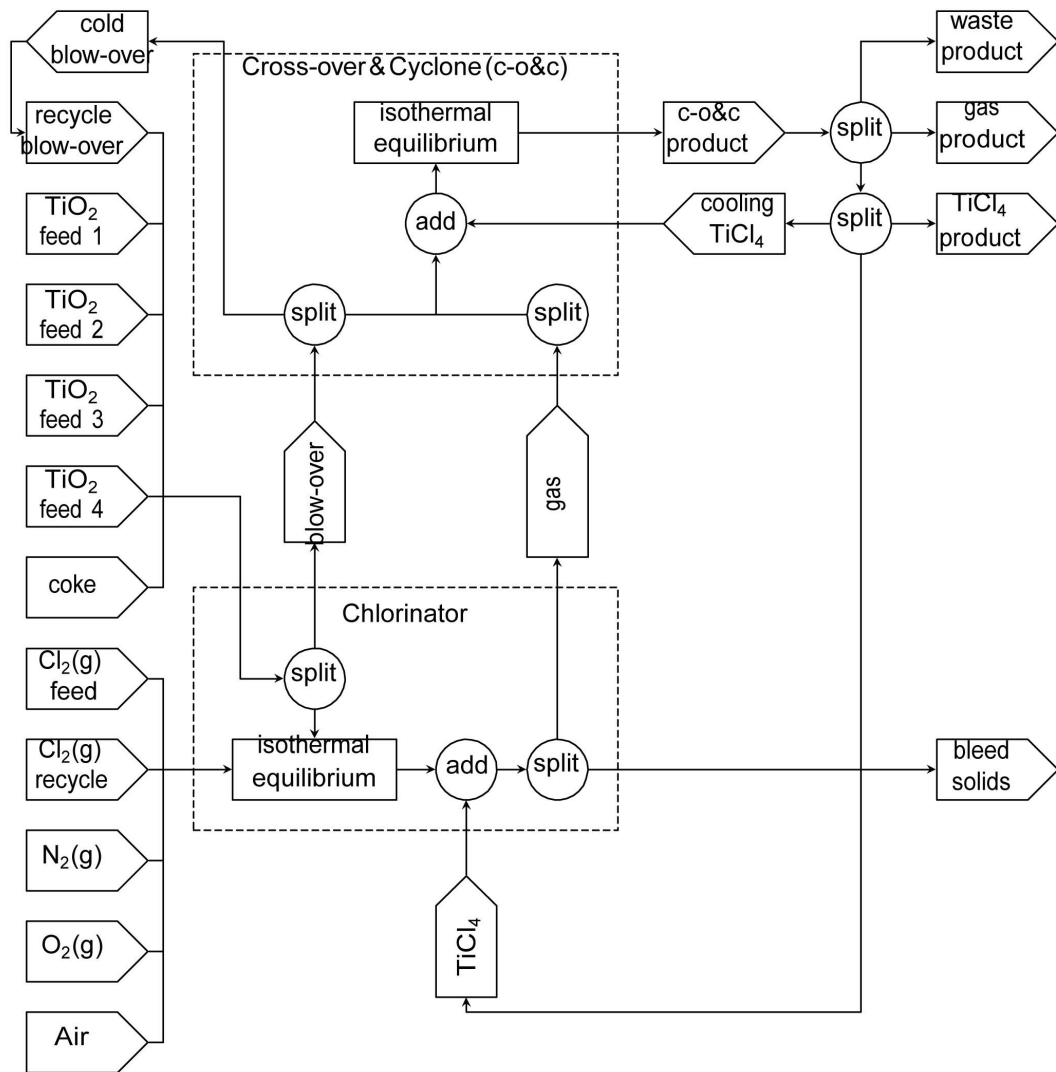 cold
blow-over
waste
product
Cross-over & Cyclone (c-o&c)
recycle
blow-over
isothermal
equilibrium
c-o&c
product
split
gas
product
TiO₂
feed 1
add
cooling
TiCl₄
split
TiCl₄
product
TiO₂
feed 2
split
split
TiO₂
feed 3
TiO₂
feed 4
blow-over
gas
coke
Chlorinator
Cl₂(g)
feed
split
Cl₂(g)
recycle
isothermal
equilibrium
add
split
bleed
solids
N₂(g)
TiCl₄
O₂(g)
Air